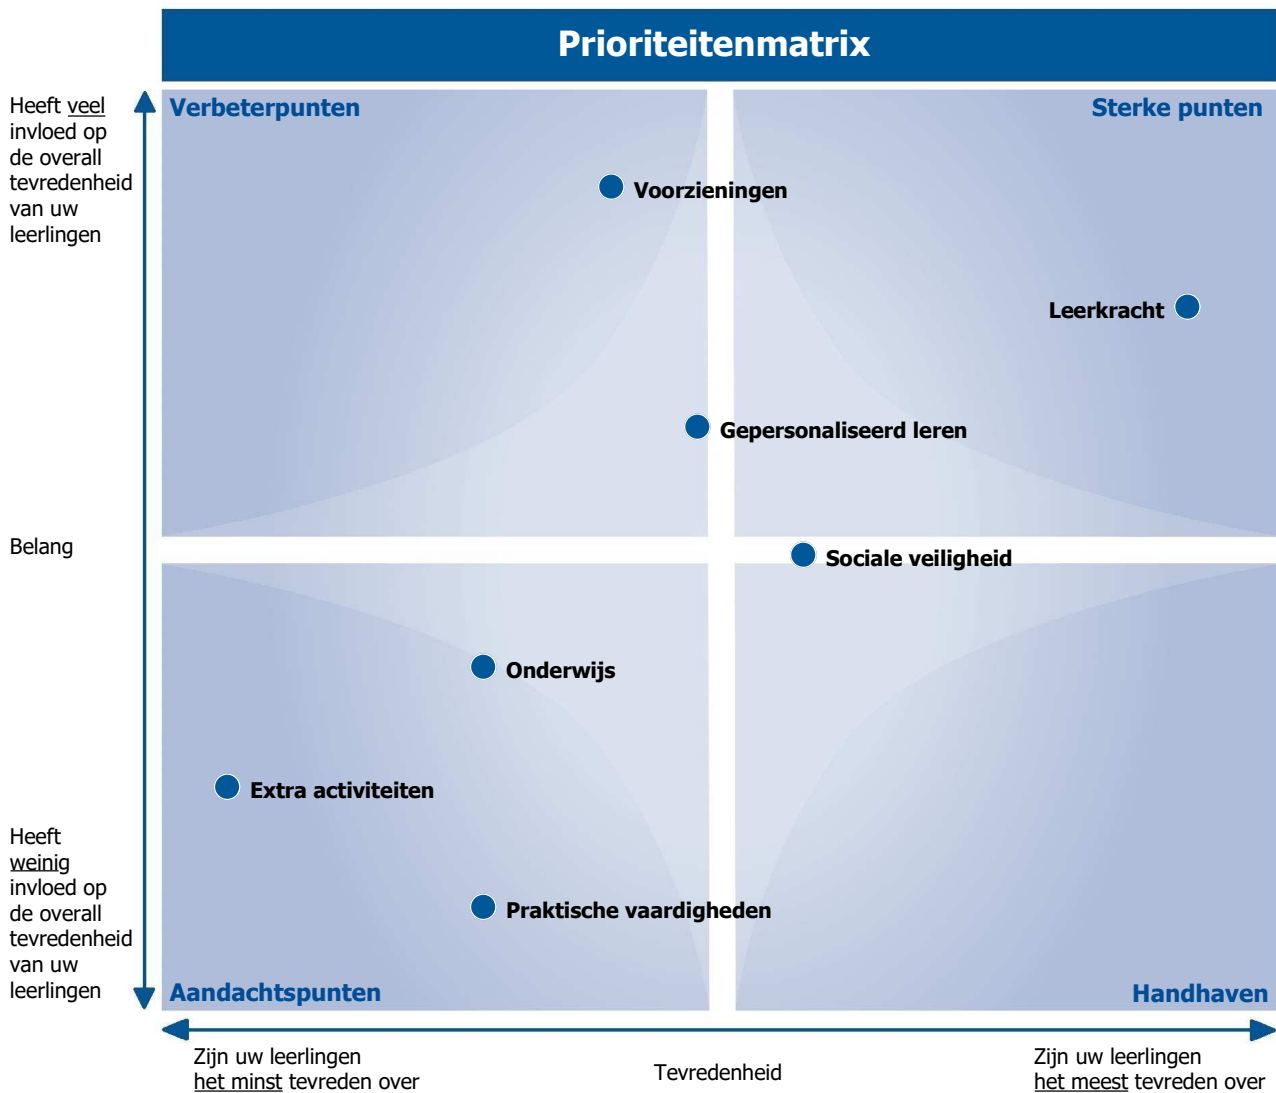 Prioriteitenmatrix
Heeft veel
invloed op
de overall
tevredenheid
van uw
leerlingen
Verbeterpunten
Sterke punten
Voorzieningen
Leerkracht
Gepersonaliseerd leren
Belang
Sociale veiligheid
Onderwijs
Extra activiteiten
Heeft
weinig
invloed op
de overall
tevredenheid
van uw
leerlingen
Praktische vaardigheden
Aandachtspunten
Handhaven
Zijn uw leerlingen
het minst tevreden over
Tevredenheid
Zijn uw leerlingen
het meest tevreden over